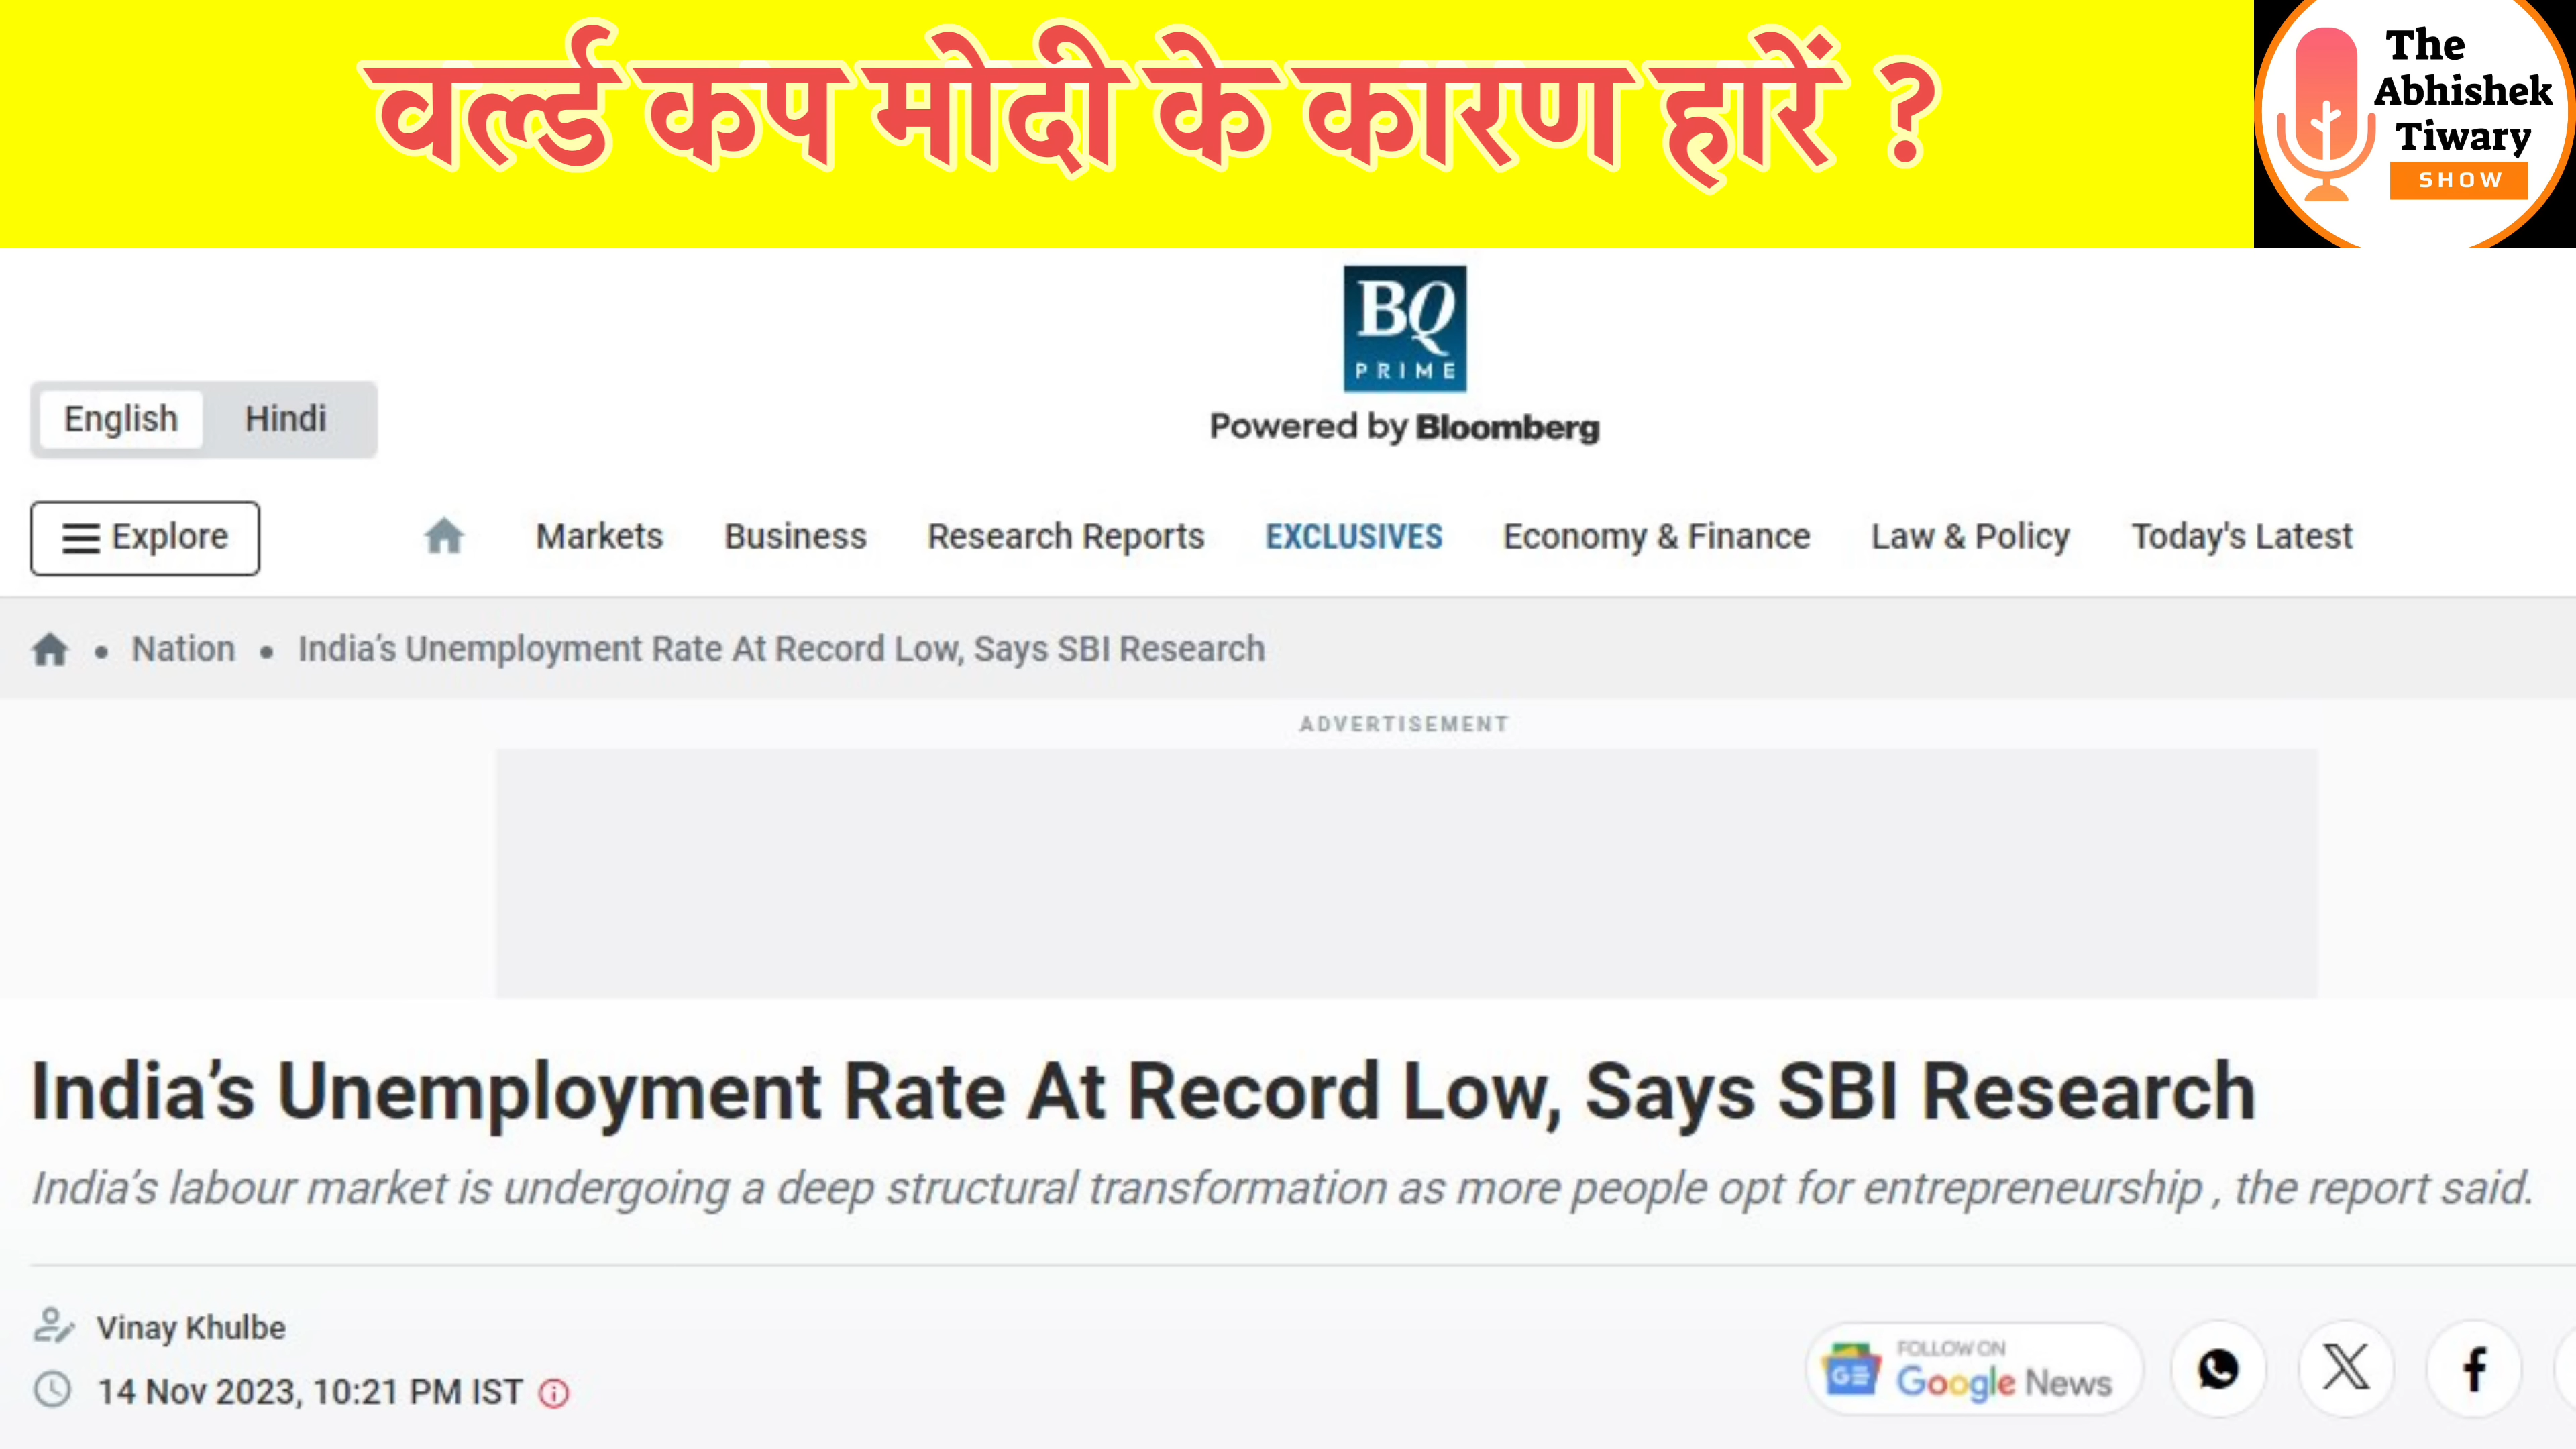 वर्ल्ड कप मोदी के कारण हारें ?
The
Abhishek
Tiwary
SHOW
BQ
PRIME
Powered by Bloomberg
English Hindi
Explore Markets Business Research Reports EXCLUSIVES Economy & Finance Law & Policy Today's Latest
• Nation • India’s Unemployment Rate At Record Low, Says SBI Research
ADVERTISEMENT
India’s Unemployment Rate At Record Low, Says SBI Research
India’s labour market is undergoing a deep structural transformation as more people opt for entrepreneurship , the report said.
Vinay Khulbe
14 Nov 2023, 10:21 PM IST
FOLLOW ON
Google News